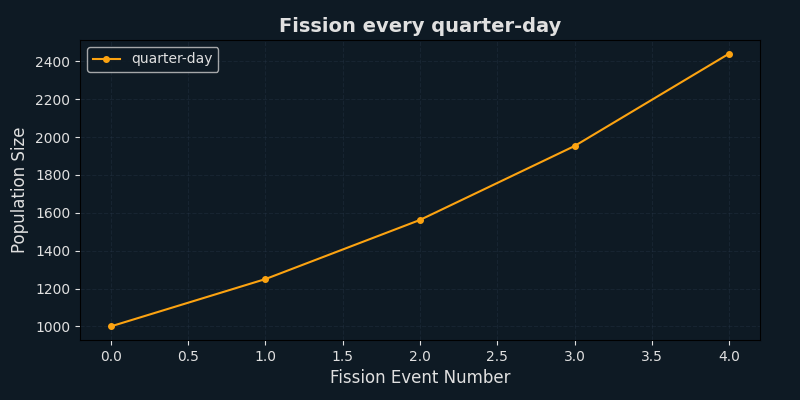 Fission every quarter-day
quarter-day
Population Size
2400
2200
2000
1800
1600
1400
1200
1000
0.0 0.5 1.0 1.5 2.0 2.5 3.0 3.5 4.0
Fission Event Number